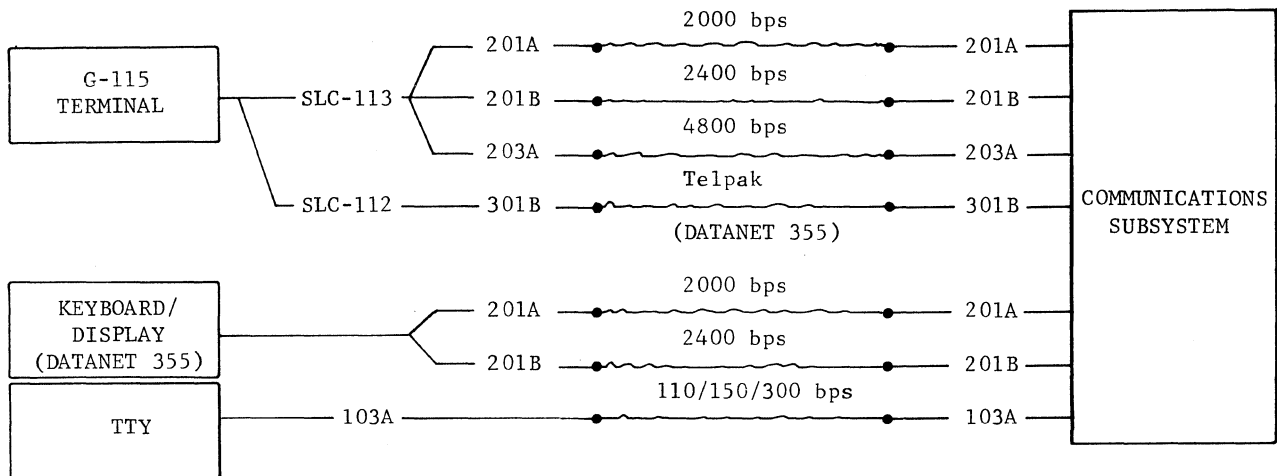 2000 bps
G-115
TERMINAL
SLC-113
201A
201A
2400 bps
201B
201B
4800 bps
203A
203A
SLC-112
301B
Telpak
(DATANET 355)
301B
COMMUNICATIONS
SUBSYSTEM
KEYBOARD/
DISPLAY
(DATANET 355)
201A
2000 bps
201A
201B
2400 bps
201B
TTY
103A
110/150/300 bps
103A